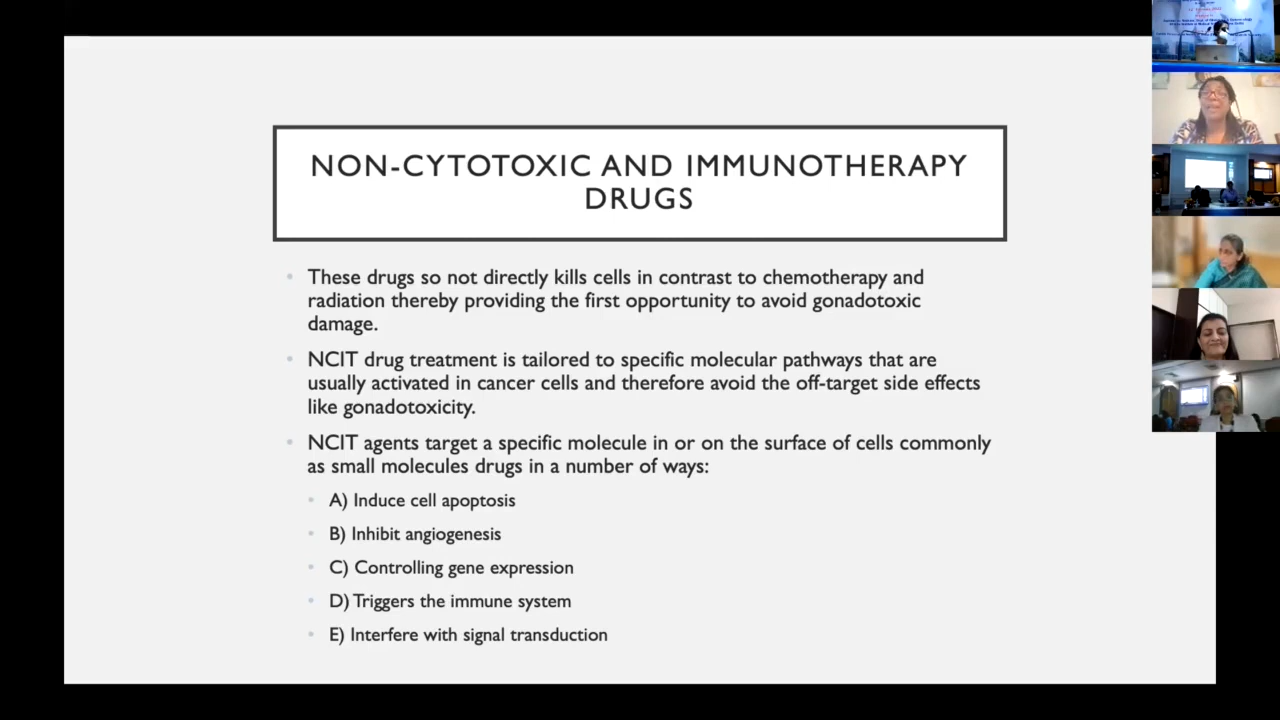 NON-CYTOTOXIC AND IMMUNOTHERAPY
DRUGS
These drugs so not directly kills cells in contrast to chemotherapy and
radiation thereby providing the first opportunity to avoid gonadotoxic
damage.
NCIT drug treatment is tailored to specific molecular pathways that are
usually activated in cancer cells and therefore avoid the off-target side effects
like gonadotoxicity.
NCIT agents target a specific molecule in or on the surface of cells commonly
as small molecules drugs in a number of ways:
A) Induce cell apoptosis
B) Inhibit angiogenesis
C) Controlling gene expression
D) Triggers the immune system
E) Interfere with signal transduction